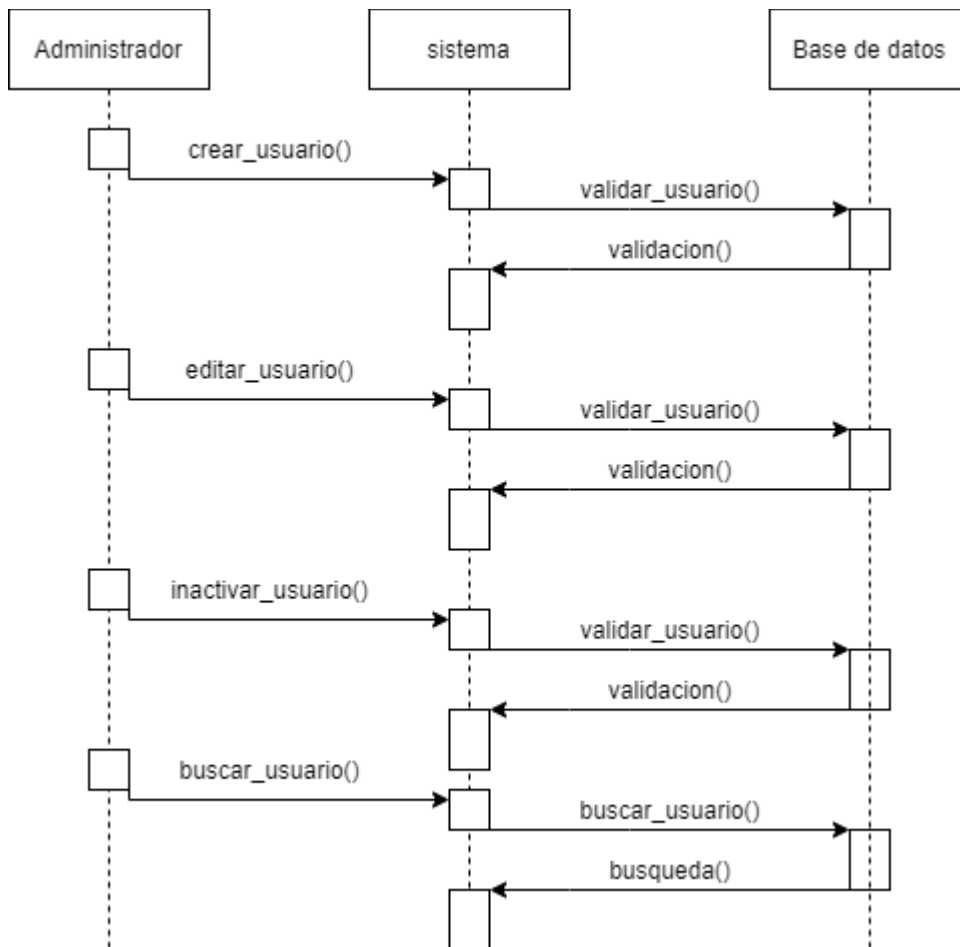 Administrador
sistema
Base de datos
crear_usuario()
validar_usuario()
validacion()
editar_usuario()
validar_usuario()
validacion()
inactivar_usuario()
validar_usuario()
validacion()
buscar_usuario()
buscar_usuario()
busqueda()